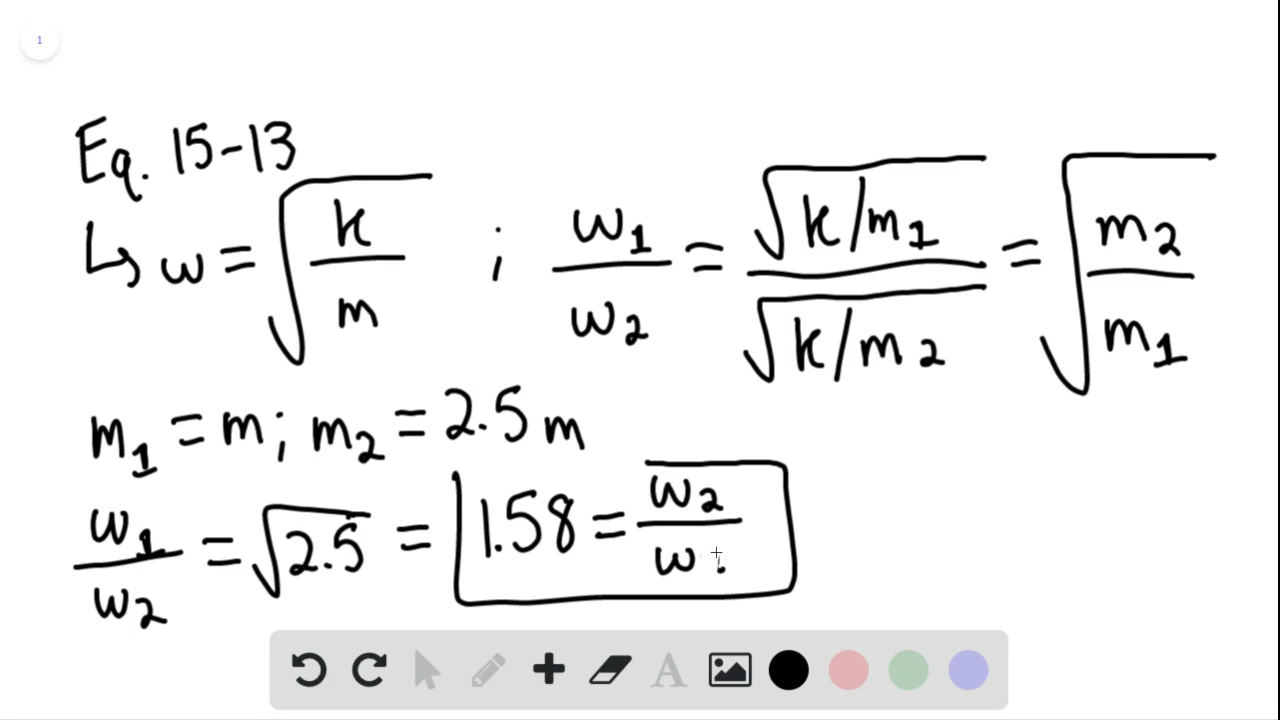 1
Eq. 15-13
↳ ω = √(k/m) ; ω1/ω2 = √(k/m1)/√(k/m2) = √(m2/m1)
m1 = m; m2 = 2.5 m
ω1/ω2 = √2.5 = 1.58 = ω2/ω
A